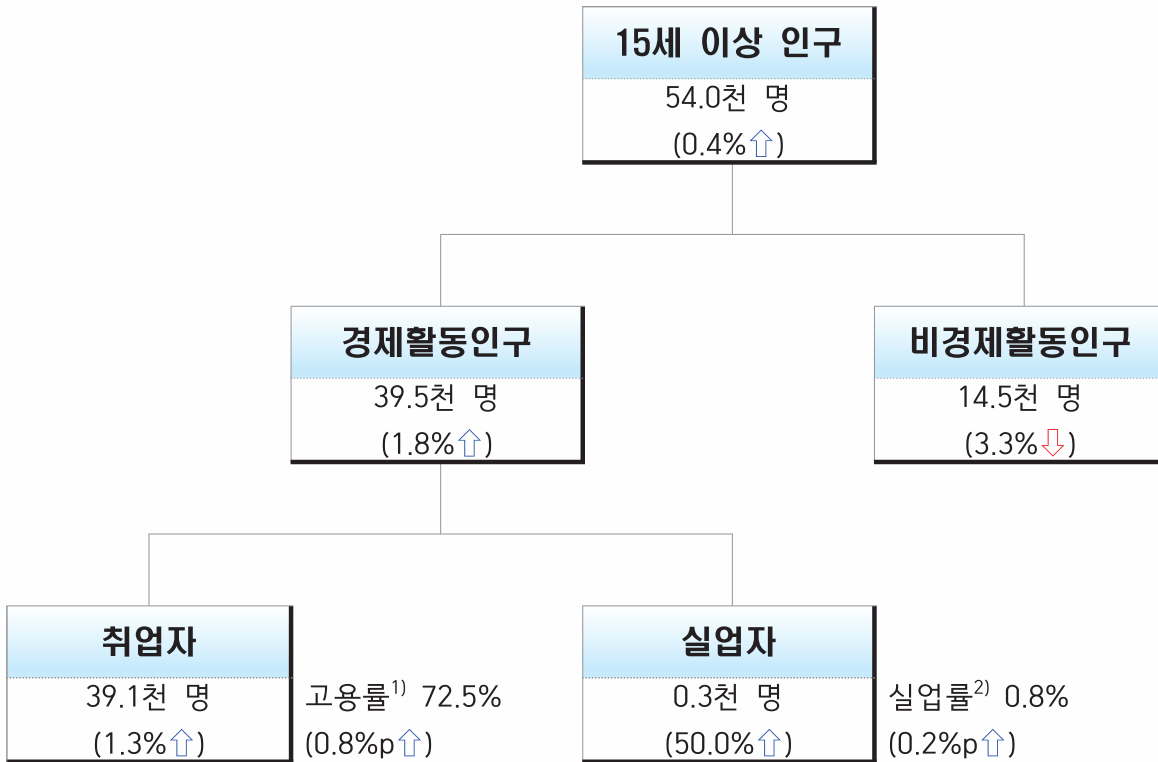 15세 이상 인구
54.0천 명
(0.4%⇧)
경제활동인구
39.5천 명
(1.8%⇧)
비경제활동인구
14.5천 명
(3.3%⇩)
취업자
39.1천 명
(1.3%⇧)
고용률1) 72.5%
(0.8%p⇧)
실업자
0.3천 명
(50.0%⇧)
실업률2) 0.8%
(0.2%p⇧)